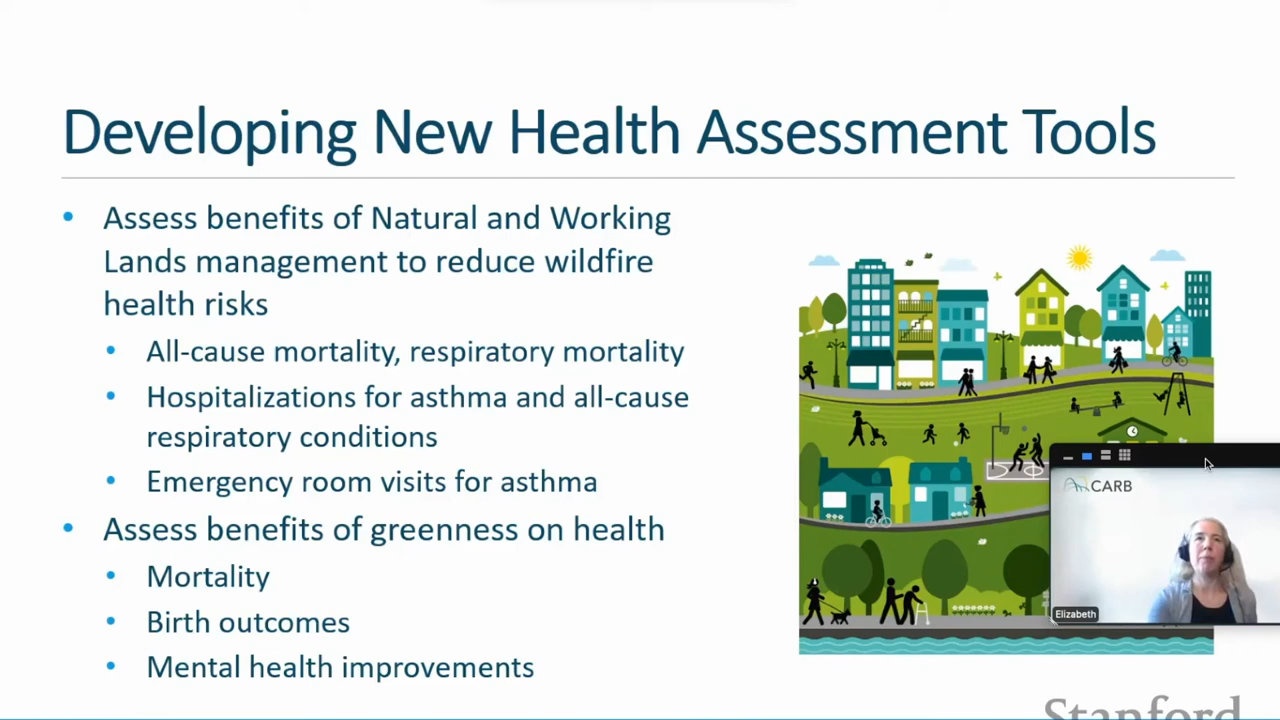 Developing New Health Assessment Tools
• Assess benefits of Natural and Working
Lands management to reduce wildfire
health risks
• All-cause mortality, respiratory mortality
• Hospitalizations for asthma and all-cause
respiratory conditions
• Emergency room visits for asthma
• Assess benefits of greenness on health
• Mortality
• Birth outcomes
• Mental health improvements
CARB
Elizabeth
Stanford